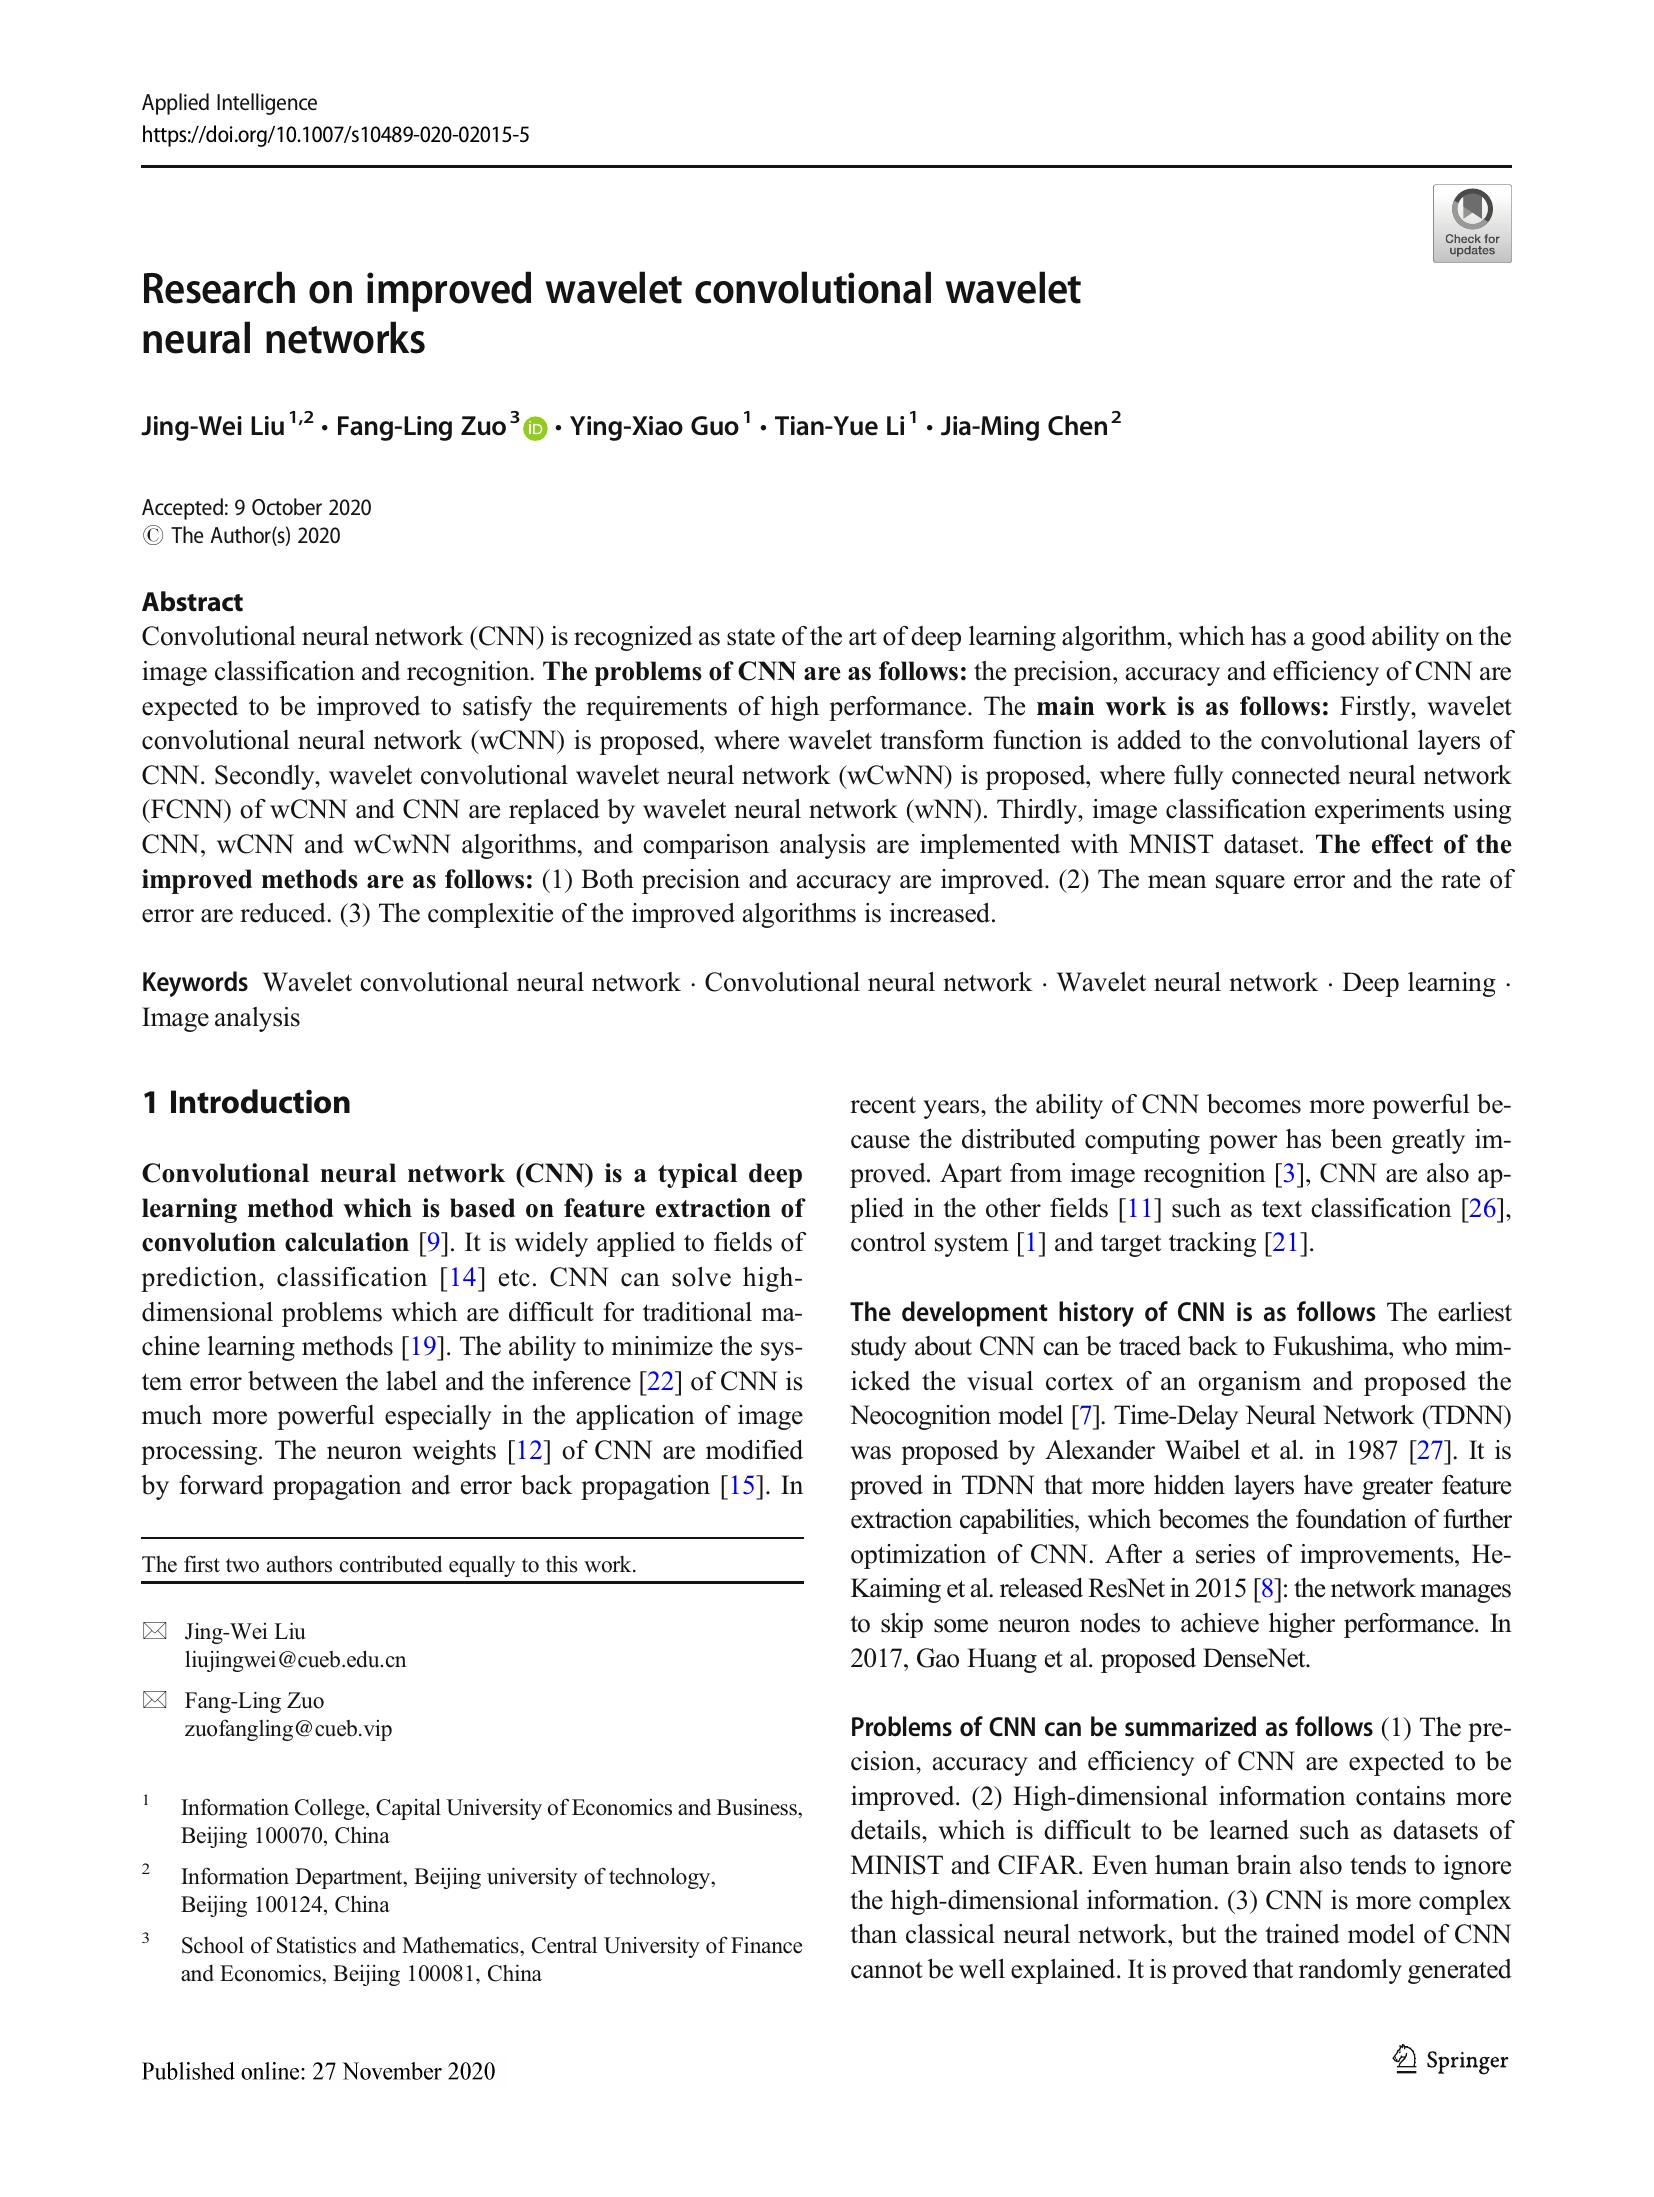 Applied Intelligence
https://doi.org/10.1007/s10489-020-02015-5
Check for
updates
Research on improved wavelet convolutional wavelet
neural networks
Jing-Wei Liu 1,2 • Fang-Ling Zuo 3 iD • Ying-Xiao Guo 1 • Tian-Yue Li 1 • Jia-Ming Chen 2
Accepted: 9 October 2020
© The Author(s) 2020
Abstract
Convolutional neural network (CNN) is recognized as state of the art of deep learning algorithm, which has a good ability on the
image classification and recognition. The problems of CNN are as follows: the precision, accuracy and efficiency of CNN are
expected to be improved to satisfy the requirements of high performance. The main work is as follows: Firstly, wavelet
convolutional neural network (wCNN) is proposed, where wavelet transform function is added to the convolutional layers of
CNN. Secondly, wavelet convolutional wavelet neural network (wCwNN) is proposed, where fully connected neural network
(FCNN) of wCNN and CNN are replaced by wavelet neural network (wNN). Thirdly, image classification experiments using
CNN, wCNN and wCwNN algorithms, and comparison analysis are implemented with MNIST dataset. The effect of the
improved methods are as follows: (1) Both precision and accuracy are improved. (2) The mean square error and the rate of
error are reduced. (3) The complexitie of the improved algorithms is increased.
Keywords Wavelet convolutional neural network · Convolutional neural network · Wavelet neural network · Deep learning ·
Image analysis
1 Introduction
Convolutional neural network (CNN) is a typical deep
learning method which is based on feature extraction of
convolution calculation [9]. It is widely applied to fields of
prediction, classification [14] etc. CNN can solve high-
dimensional problems which are difficult for traditional ma-
chine learning methods [19]. The ability to minimize the sys-
tem error between the label and the inference [22] of CNN is
much more powerful especially in the application of image
processing. The neuron weights [12] of CNN are modified
by forward propagation and error back propagation [15]. In
The first two authors contributed equally to this work.
Jing-Wei Liu
liujingwei@cueb.edu.cn
Fang-Ling Zuo
zuofangling@cueb.vip
1 Information College, Capital University of Economics and Business,
Beijing 100070, China
2 Information Department, Beijing university of technology,
Beijing 100124, China
3 School of Statistics and Mathematics, Central University of Finance
and Economics, Beijing 100081, China
recent years, the ability of CNN becomes more powerful be-
cause the distributed computing power has been greatly im-
proved. Apart from image recognition [3], CNN are also ap-
plied in the other fields [11] such as text classification [26],
control system [1] and target tracking [21].
The development history of CNN is as follows The earliest
study about CNN can be traced back to Fukushima, who mim-
icked the visual cortex of an organism and proposed the
Neocognition model [7]. Time-Delay Neural Network (TDNN)
was proposed by Alexander Waibel et al. in 1987 [27]. It is
proved in TDNN that more hidden layers have greater feature
extraction capabilities, which becomes the foundation of further
optimization of CNN. After a series of improvements, He-
Kaiming et al. released ResNet in 2015 [8]: the network manages
to skip some neuron nodes to achieve higher performance. In
2017, Gao Huang et al. proposed DenseNet.
Problems of CNN can be summarized as follows (1) The pre-
cision, accuracy and efficiency of CNN are expected to be
improved. (2) High-dimensional information contains more
details, which is difficult to be learned such as datasets of
MINIST and CIFAR. Even human brain also tends to ignore
the high-dimensional information. (3) CNN is more complex
than classical neural network, but the trained model of CNN
cannot be well explained. It is proved that randomly generated
Published online: 27 November 2020
Springer